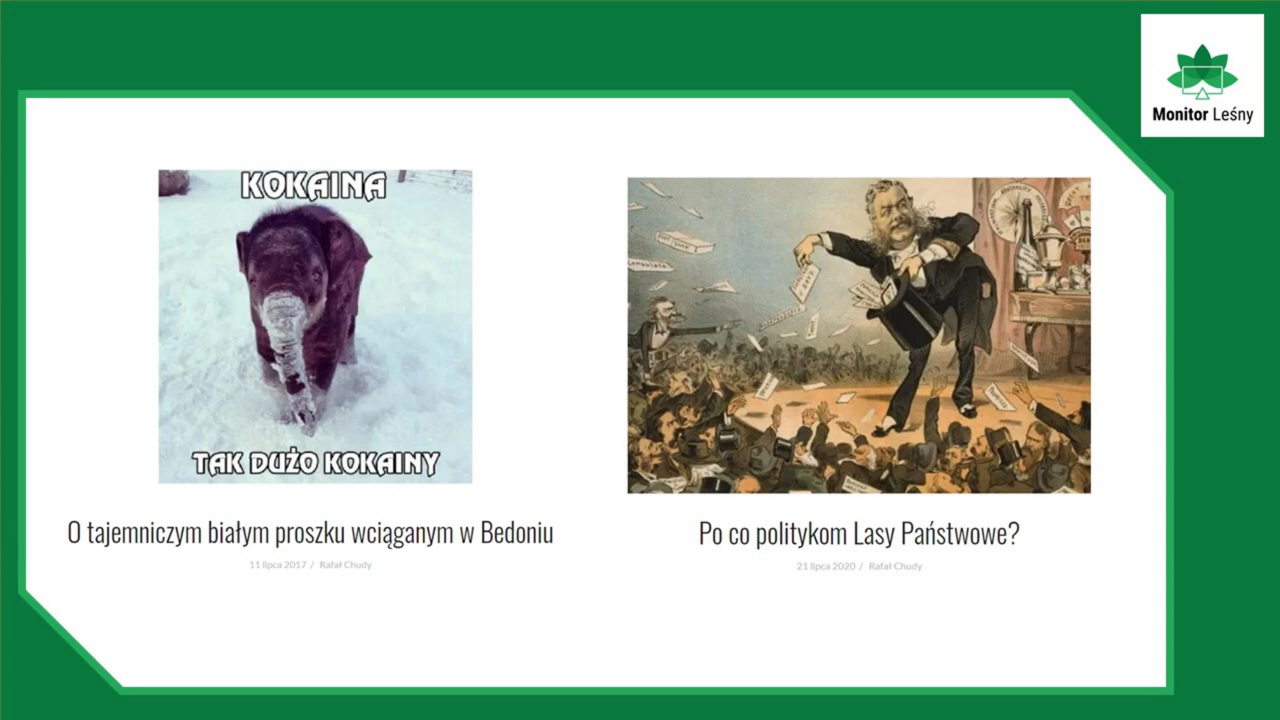 Monitor Leśny
KOKAINA
TAK DUŻO KOKAINY
O tajemniczym białym proszku wciąganym w Bedoniu
11 lipca 2017 / Rafał Chudy
Po co politykom Lasy Państwowe?
21 lipca 2020 / Rafał Chudy